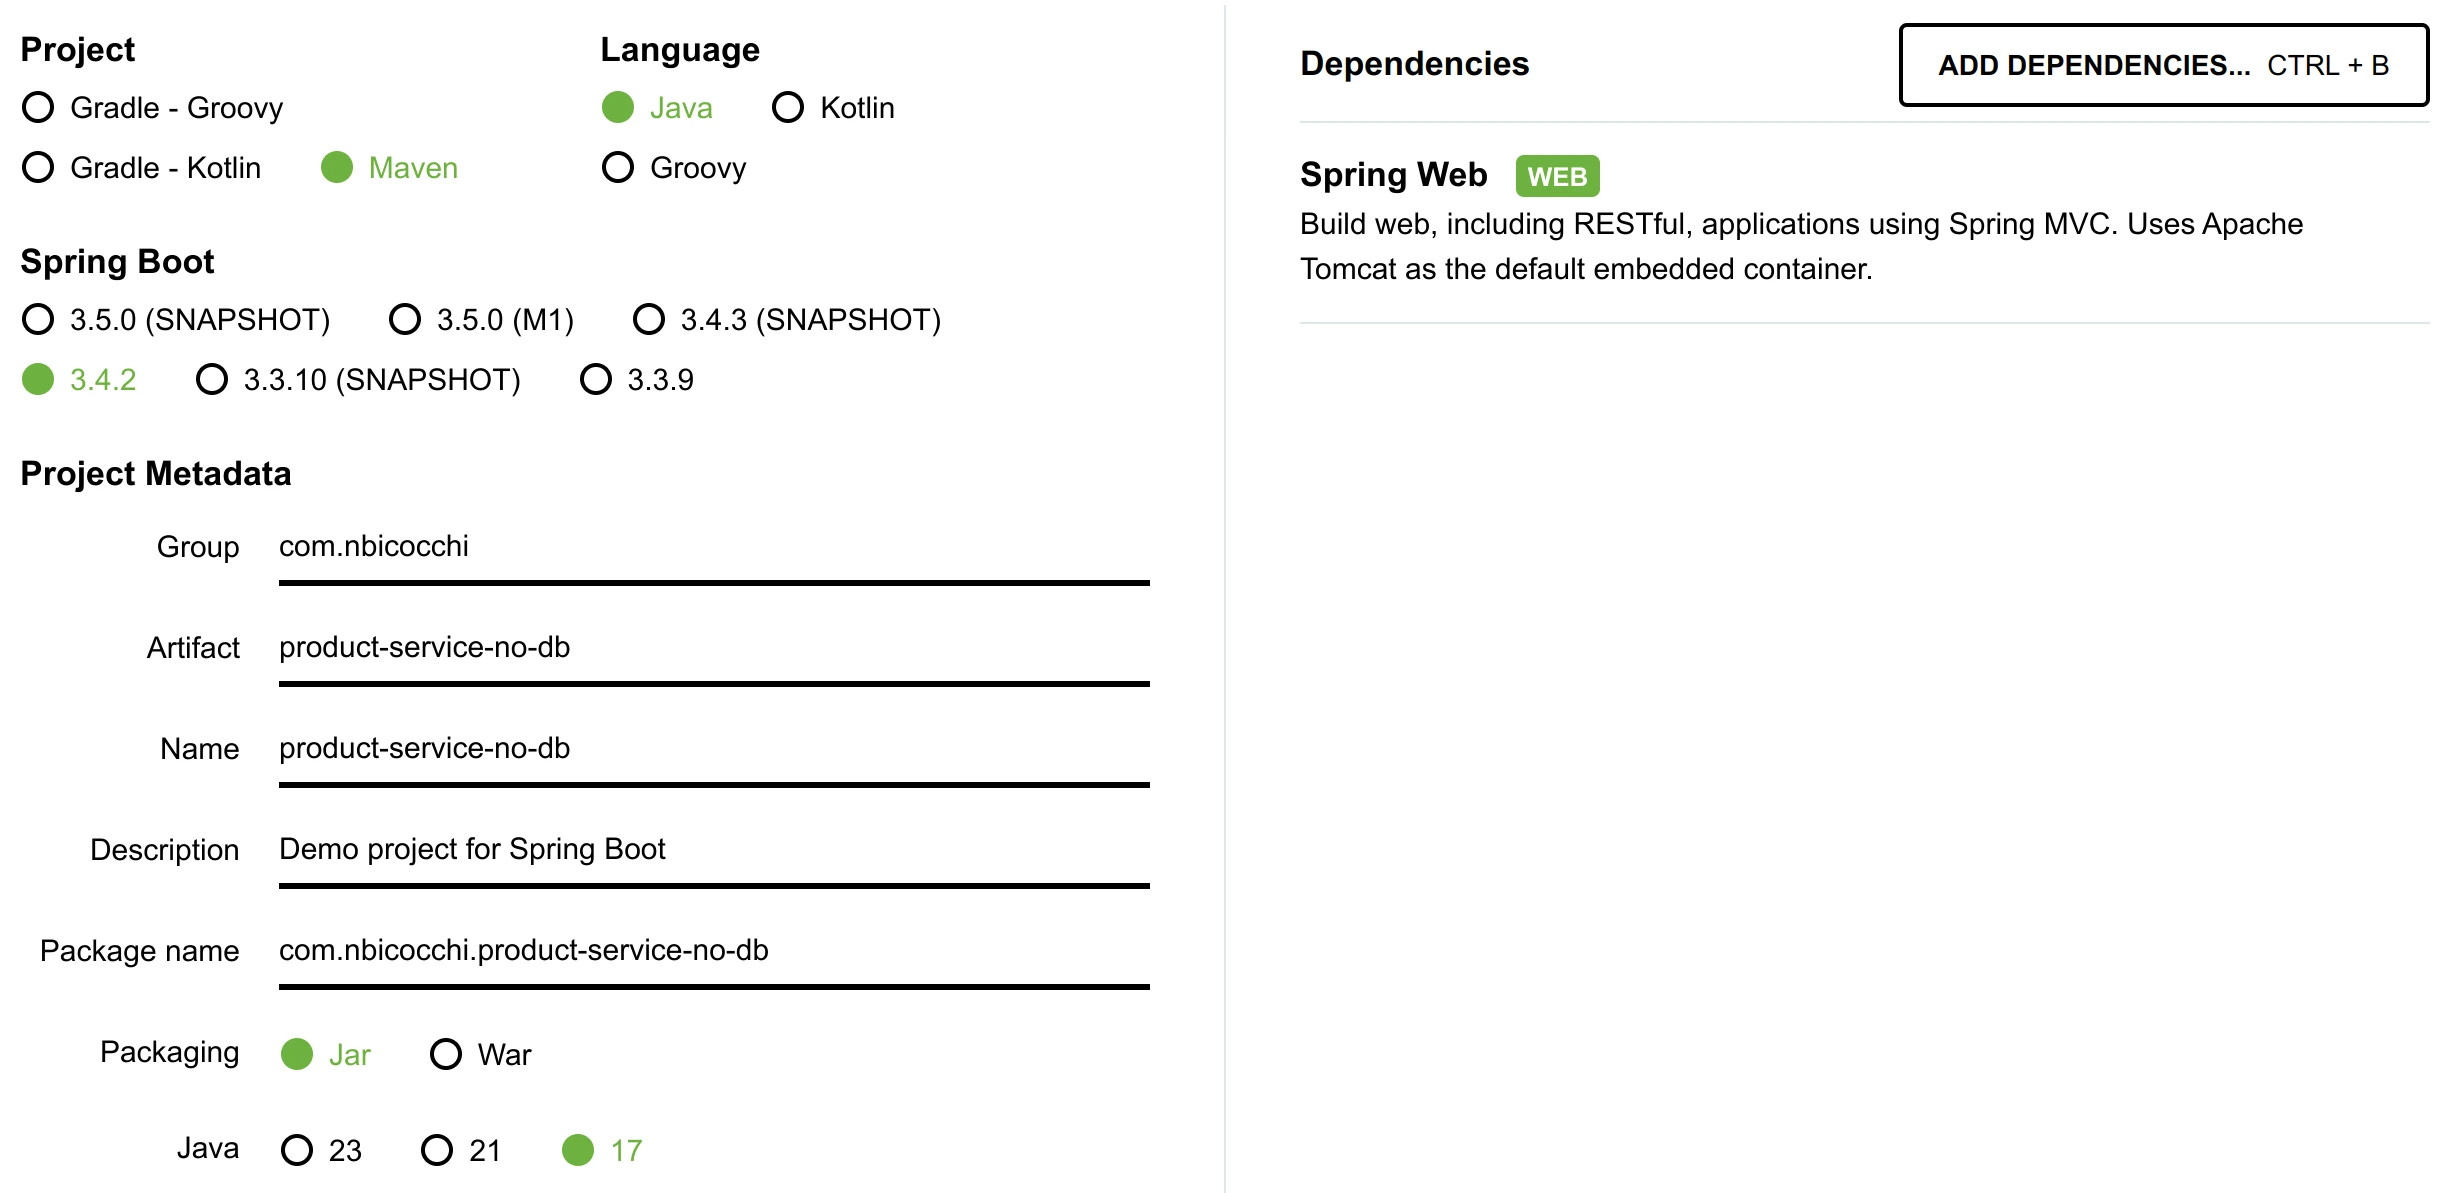 Project
Gradle - Groovy
Gradle - Kotlin Maven
Language
Java Kotlin
Groovy
Spring Boot
3.5.0 (SNAPSHOT) 3.5.0 (M1) 3.4.3 (SNAPSHOT)
3.4.2 3.3.10 (SNAPSHOT) 3.3.9
Project Metadata
Group com.nbicocchi
Artifact product-service-no-db
Name product-service-no-db
Description Demo project for Spring Boot
Package name com.nbicocchi.product-service-no-db
Packaging Jar War
Java 23 21 17
Dependencies ADD DEPENDENCIES... CTRL + B
Spring Web WEB
Build web, including RESTful, applications using Spring MVC. Uses Apache
Tomcat as the default embedded container.